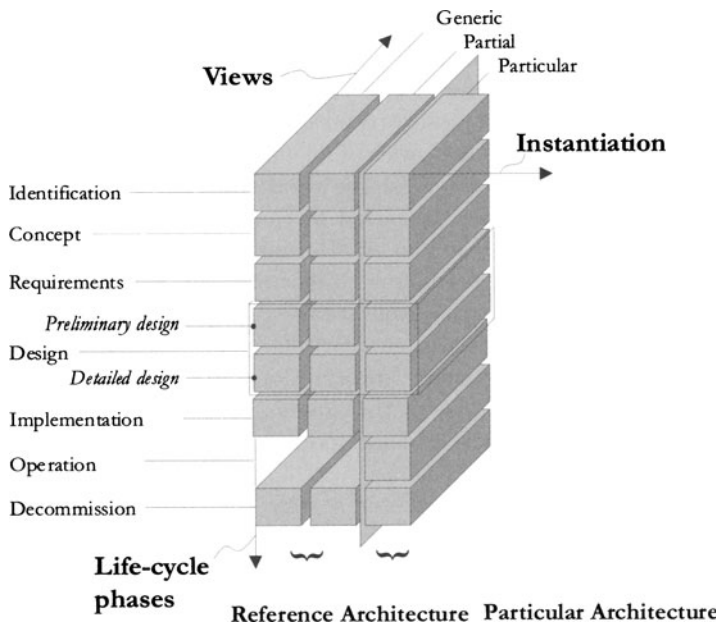 Generic
Partial
Views
Particular
Instantiation
Identification
Concept
Requirements
Preliminary design
Design
Detailed design
Implementation
Operation
Decommission
Life-cycle
phases
Reference Architecture Particular Architecture